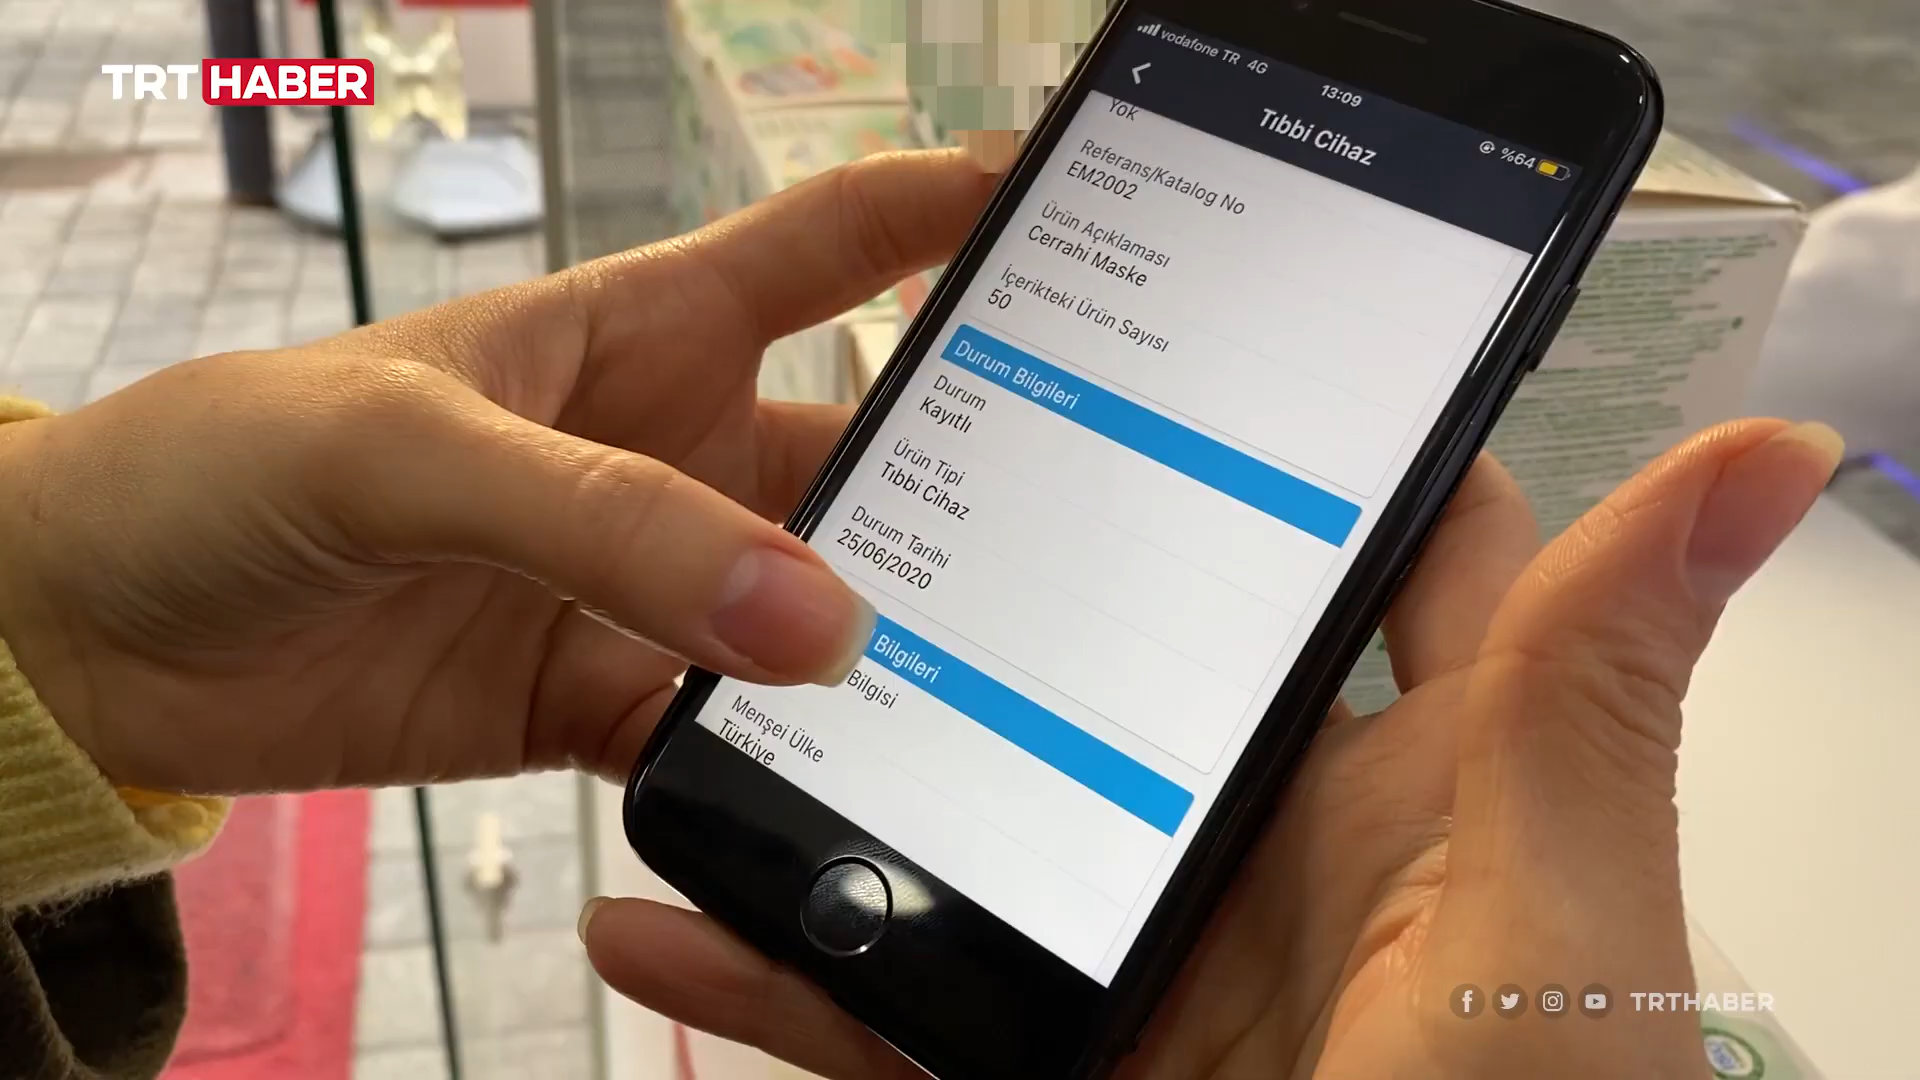 TRT HABER
vodafone TR 4G
13:09
%64
Tıbbi Cihaz
Yok
Referans/Katalog No
EM2002
Ürün Açıklaması
Cerrahi Maske
İçerikteki Ürün Sayısı
50
Durum Bilgileri
Durum
Kayıtlı
Ürün Tipi
Tıbbi Cihaz
Durum Tarihi
25/06/2020
Bilgileri
Bilgisi
Menşei Ülke
Türkiye
TRTHABER